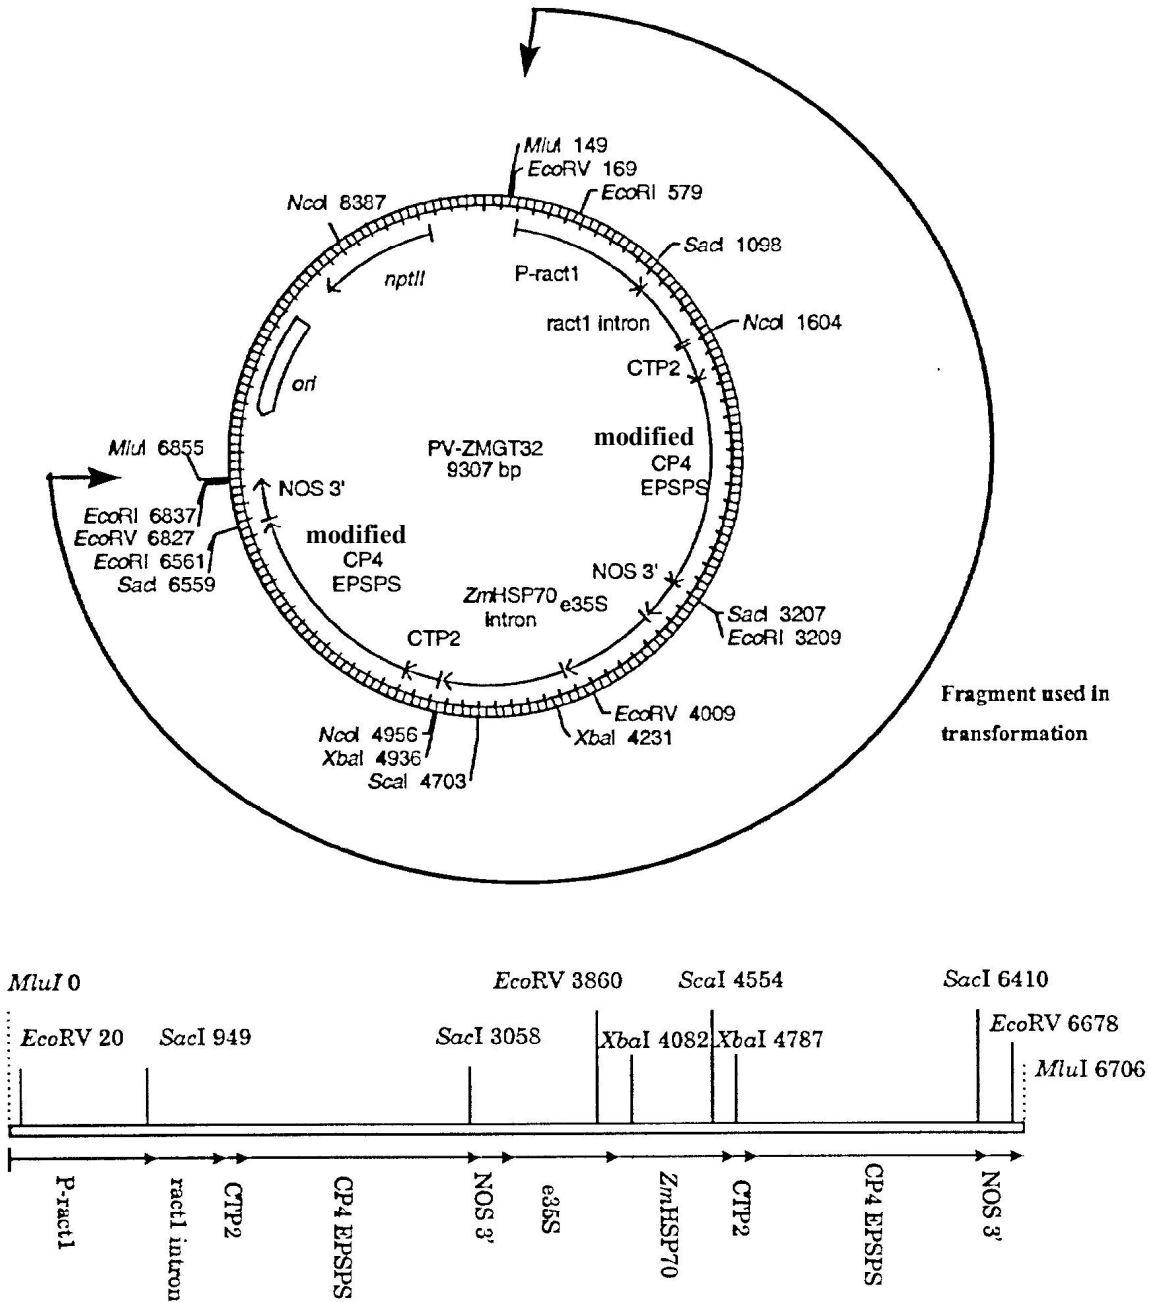 MluI 149
EcoRV 169
EcoRI 579
NcoI 8387
SacI 1098
nptII
P-ract1
ract1 intron
NcoI 1604
CTP2
ori
MluI 6855
PV-ZMGT32
9307 bp
modified
CP4
EPSPS
NOS 3'
EcoRI 6837
EcoRV 6827
EcoRI 6561
SacI 6559
modified
CP4
EPSPS
NOS 3'
ZmHSP70
intron
e35S
SacI 3207
EcoRI 3209
CTP2
EcoRV 4009
XbaI 4231
NcoI 4956
XbaI 4936
ScaI 4703
Fragment used in
transformation
MluI 0
EcoRV 3860
ScaI 4554
SacI 6410
EcoRV 20
SacI 949
SacI 3058
XbaI 4082
XbaI 4787
EcoRV 6678
MluI 6706
P-ract1
ract1 intron
CTP2
CP4 EPSPS
NOS 3'
e35S
ZmHSP70
CTP2
CP4 EPSPS
NOS 3'